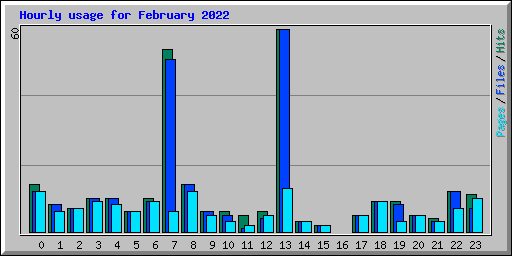 Hourly usage for February 2022
60
Pages/Files/Hits
0 1 2 3 4 5 6 7 8 9 10 11 12 13 14 15 16 17 18 19 20 21 22 23